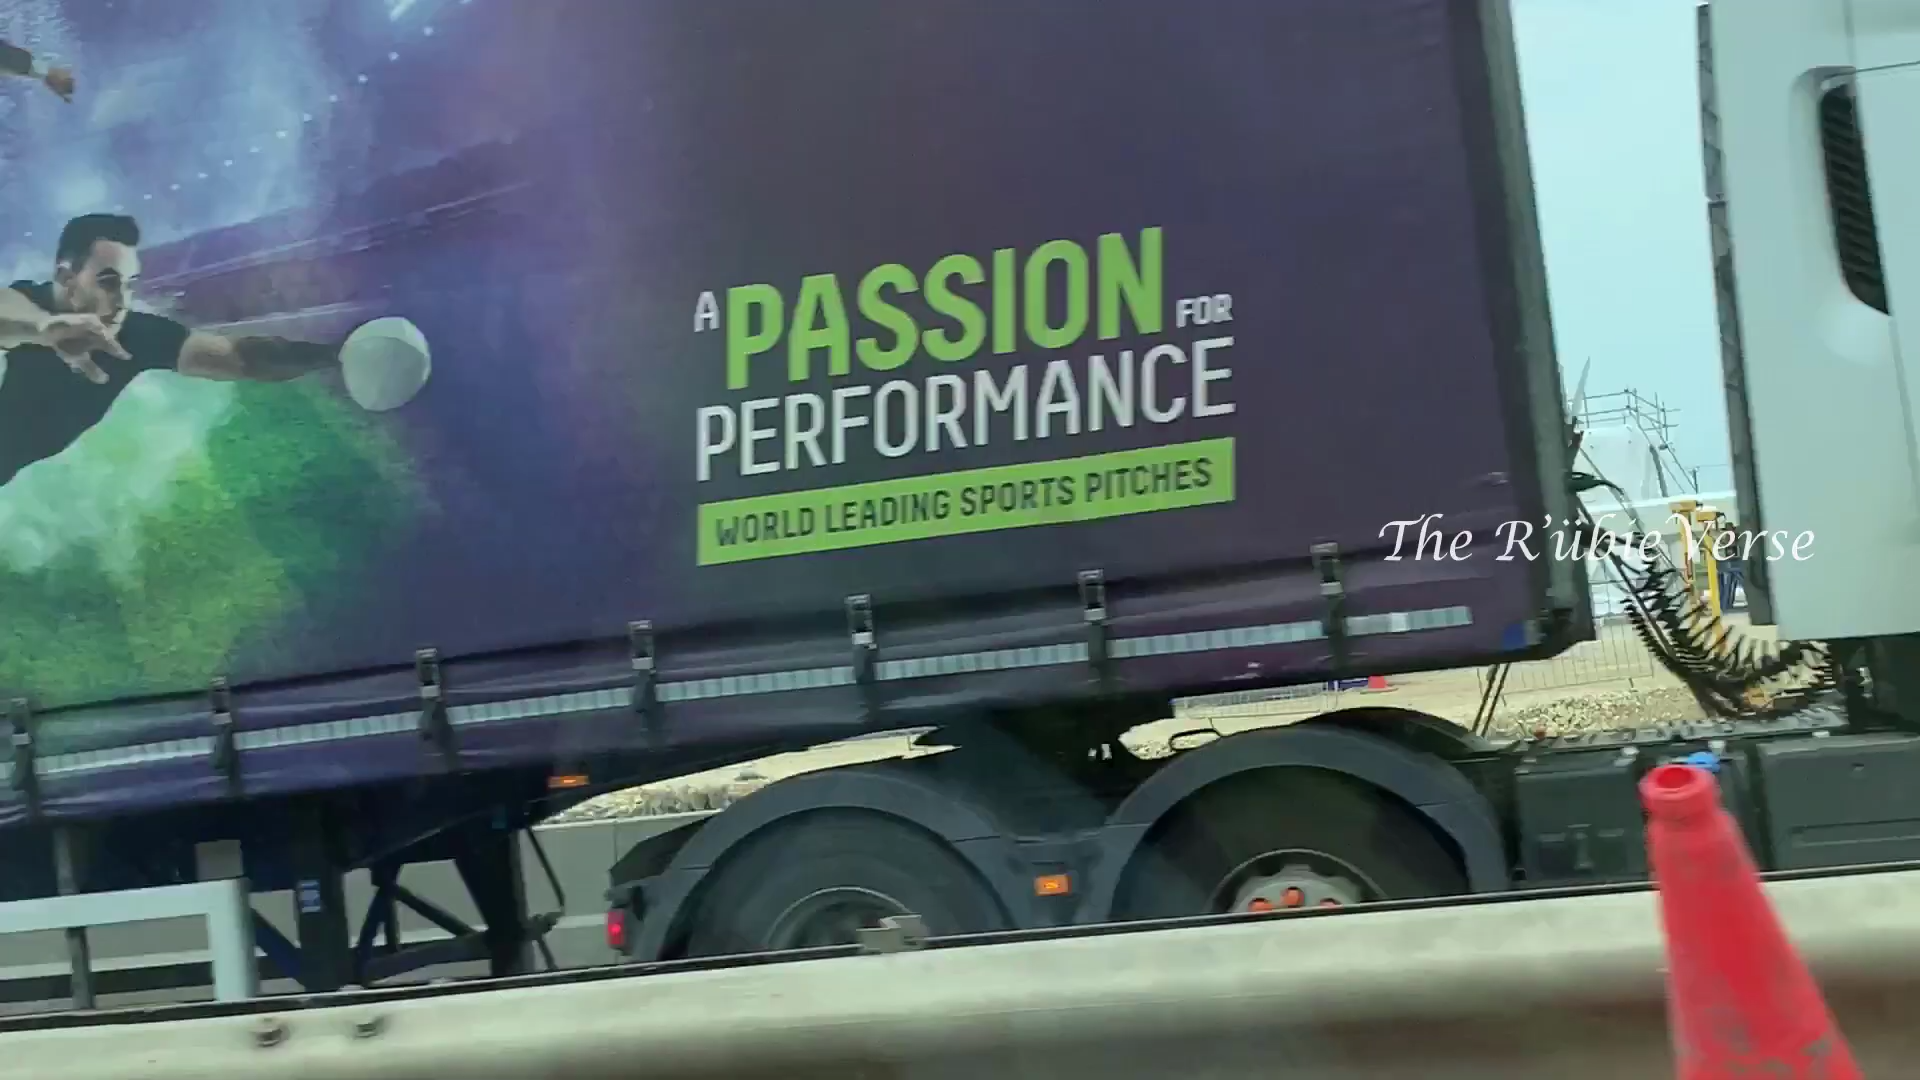 A PASSION FOR
PERFORMANCE
WORLD LEADING SPORTS PITCHES
The R'übie Verse